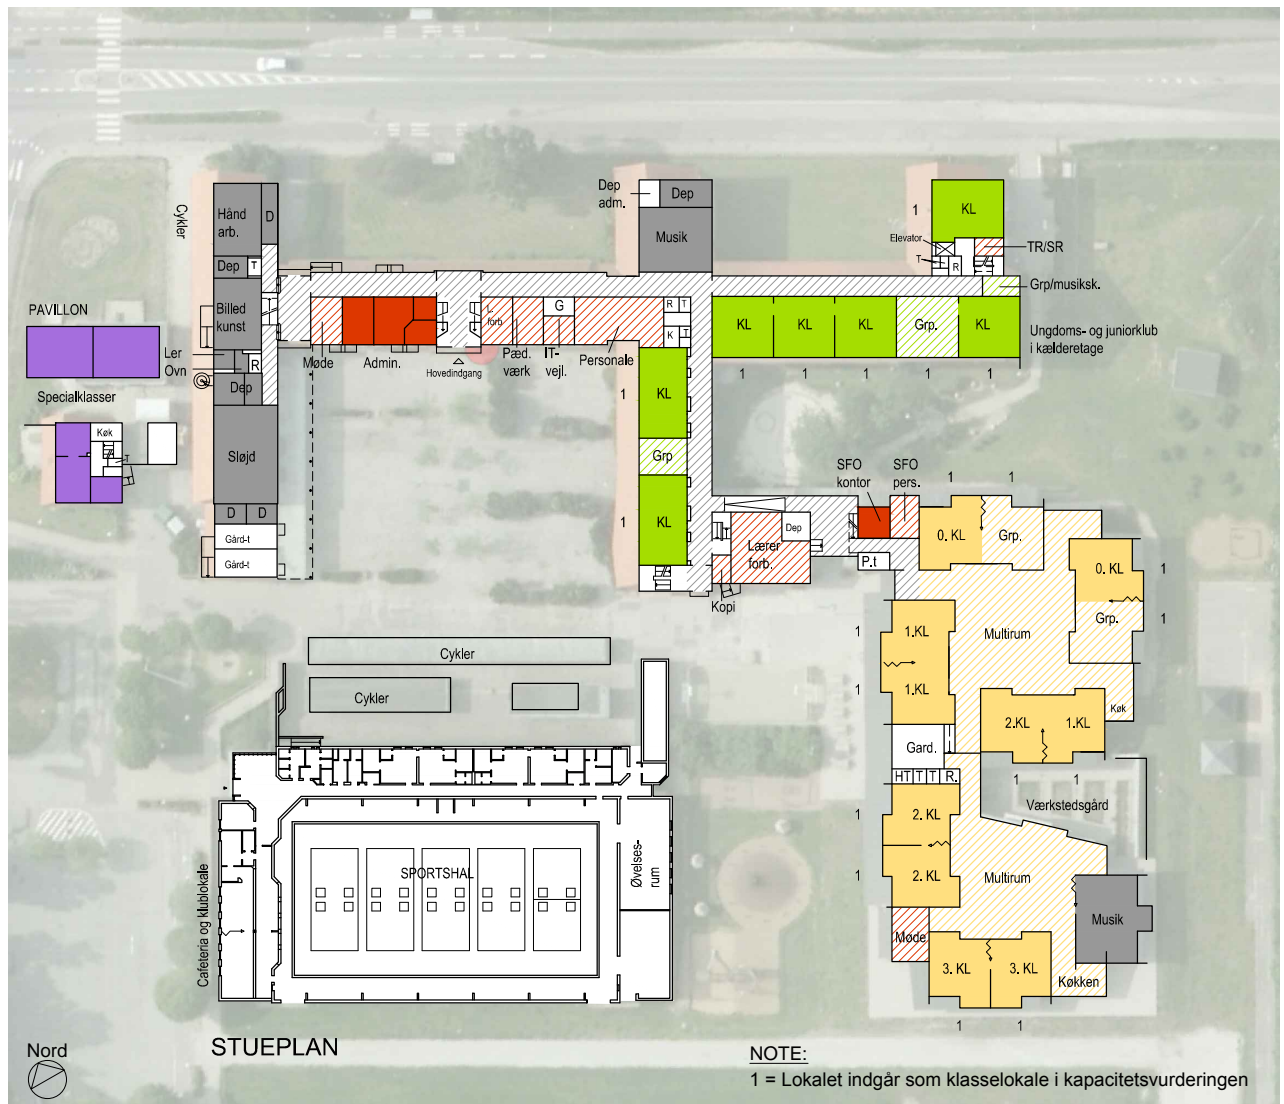 Cykler
Hånd
arb.
D
Dep
T
Billed
kunst
Ler
Ovn
R
Dep
Sløjd
D
D
Gård-t
Gård-t
PAVILLON
Specialklasser
Køk
T
Møde
Admin.
Hovedindgang
forb
Pæd.
værk
G
IT-
vejl.
Personale
Dep
adm.
Dep
Musik
R
T
K
T
1
KL
Grp
1
KL
KL
KL
KL
Grp.
KL
1
1
1
1
1
1
KL
Elevator
T
R
TR/SR
Grp/musiksk.
Ungdoms- og juniorklub
i kælderetage
Dep
Lærer
forb.
Kopi
SFO
kontor
SFO
pers.
P.t
1
1
0. KL
Grp.
0. KL
1
Grp.
1
Multirum
1
1.KL
1
1.KL
2.KL
1.KL
Køk
1
1
Gard.
HT
T
T
R.
Værkstedsgård
1
2. KL
1
2. KL
Multirum
Musik
Møde
3. KL
3. KL
Køkken
1
1
Cykler
Cykler
SPORTSHAL
Øvelses-
rum
Cafeteria og klublokale
Nord
STUEPLAN
NOTE:
1 = Lokalet indgår som klasselokale i kapacitetsvurderingen